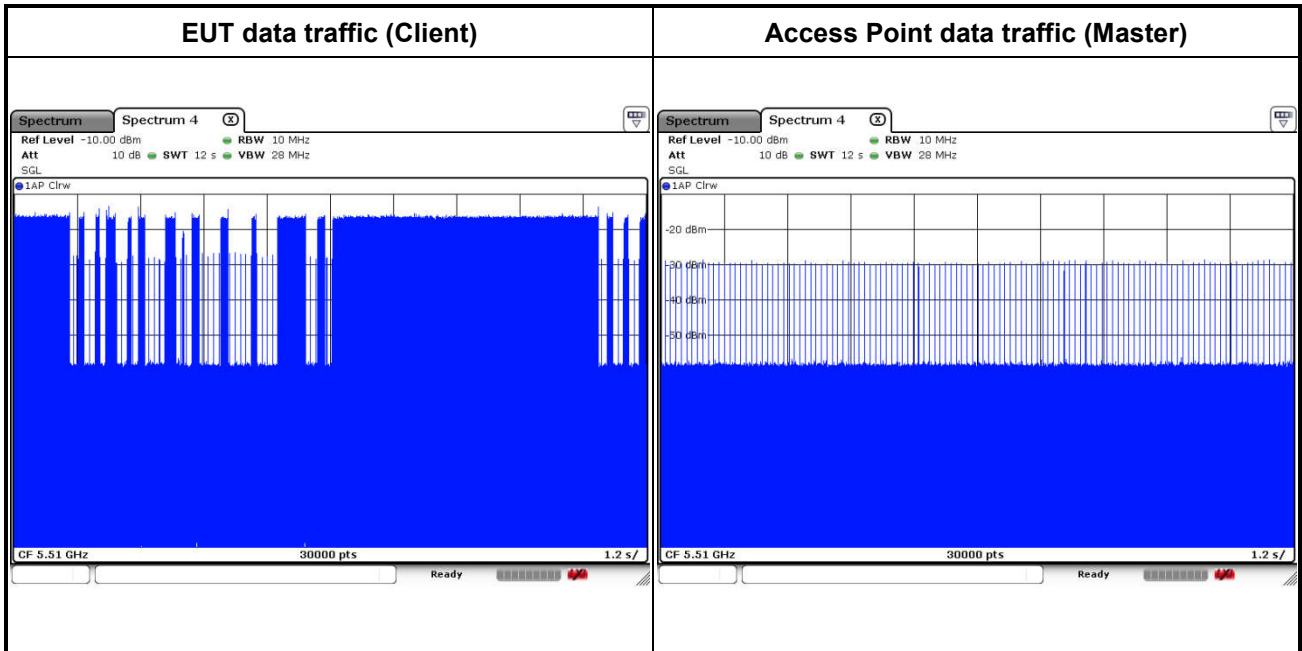 EUT data traffic (Client)
Access Point data traffic (Master)
Spectrum
Spectrum 4
Ref Level -10.00 dBm
RBW 10 MHz
Att 10 dB
SWT 12 s
VBW 28 MHz
SGL
1AP Clrw
CF 5.51 GHz
30000 pts
1.2 s/
Ready
Spectrum
Spectrum 4
Ref Level -10.00 dBm
RBW 10 MHz
Att 10 dB
SWT 12 s
VBW 28 MHz
SGL
1AP Clrw
-20 dBm
-30 dBm
-40 dBm
-50 dBm
CF 5.51 GHz
30000 pts
1.2 s/
Ready